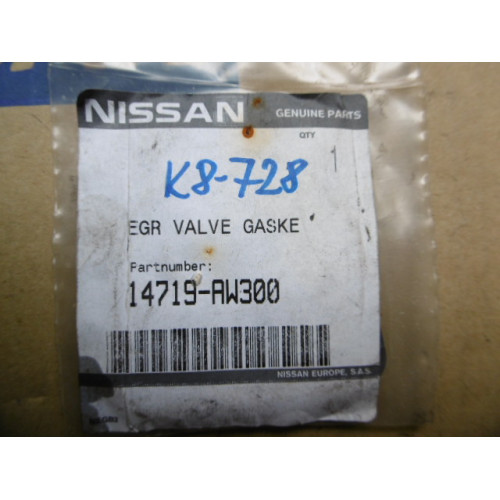 NISSAN GENUINE PARTS
QTY
1
K8-728
EGR VALVE GASKE
Partnumber:
14719-AW300
NISSAN EUROPE, S.A.S.